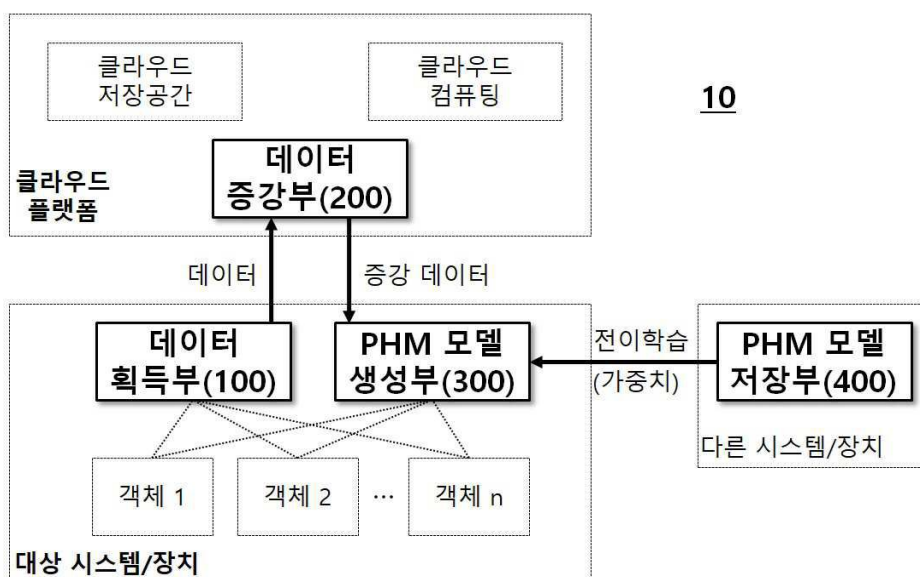 클라우드
저장공간
클라우드
컴퓨팅
10
데이터
증강부(200)
클라우드
플랫폼
데이터
증강 데이터
데이터
획득부(100)
PHM 모델
생성부(300)
전이학습
(가중치)
PHM 모델
저장부(400)
다른 시스템/장치
객체 1
객체 2
...
객체 n
대상 시스템/장치